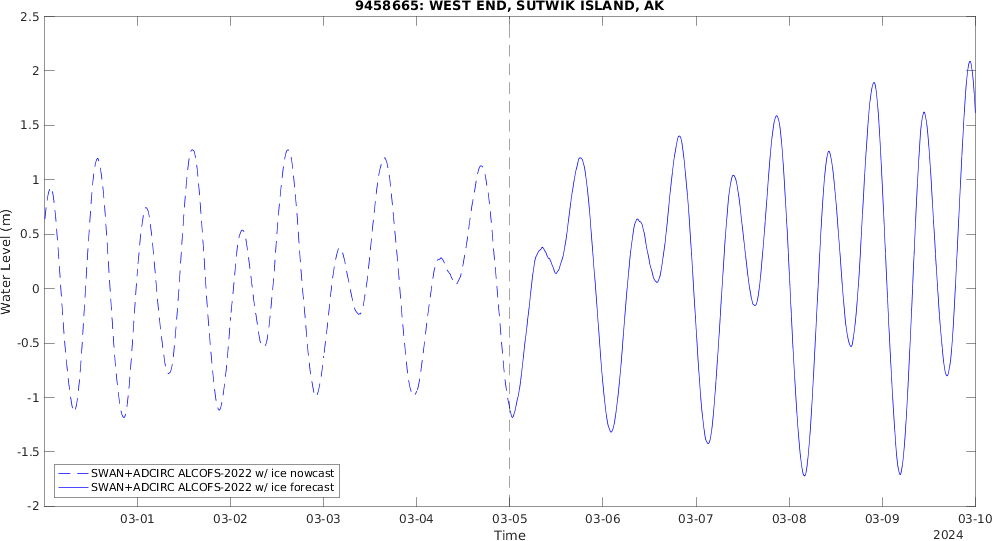 9458665: WEST END, SUTWIK ISLAND, AK
2.5
2
1.5
1
0.5
0
-0.5
-1
-1.5
-2
Water Level (m)
SWAN+ADCIRC ALCOFS-2022 w/ ice nowcast
SWAN+ADCIRC ALCOFS-2022 w/ ice forecast
03-01 03-02 03-03 03-04 03-05 03-06 03-07 03-08 03-09 03-10
Time
2024